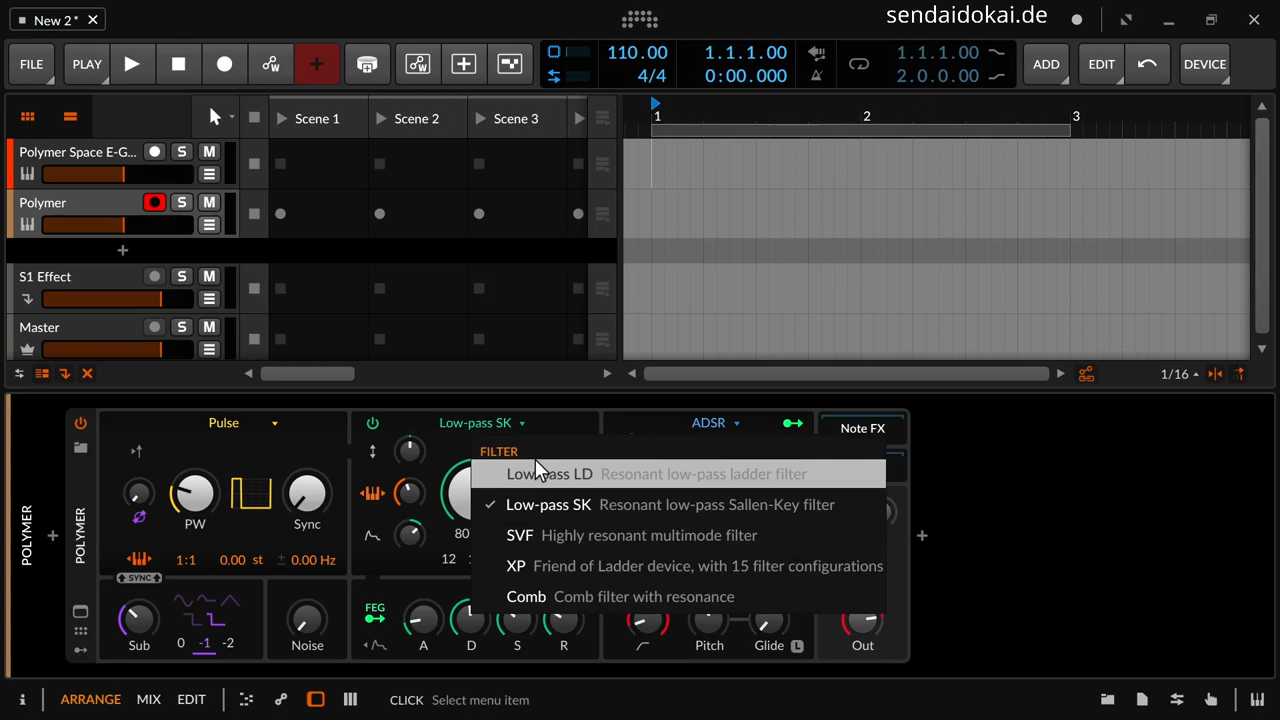 New 2*
sendaidokai.de
FILE
PLAY
110.00
4/4
1.1.1.00
0:00.000
1.1.1.00
2.0.0.00
ADD
EDIT
DEVICE
Scene 1
Scene 2
Scene 3
1
2
3
Polymer Space E-G...
S
M
Polymer
S
M
+
S1 Effect
S
M
Master
S
M
1/16
POLYMER
POLYMER
Pulse
Low-pass SK
ADSR
Note FX
FILTER
Low-pass LD Resonant low-pass ladder filter
Low-pass SK Resonant low-pass Sallen-Key filter
SVF Highly resonant multimode filter
XP Friend of Ladder device, with 15 filter configurations
Comb Comb filter with resonance
PW
Sync
80
1:1
0.00 st
± 0.00 Hz
12
SYNC
FEG
Sub
0
-1
-2
Noise
A
D
S
R
Pitch
Glide
L
Out
ARRANGE
MIX
EDIT
CLICK Select menu item